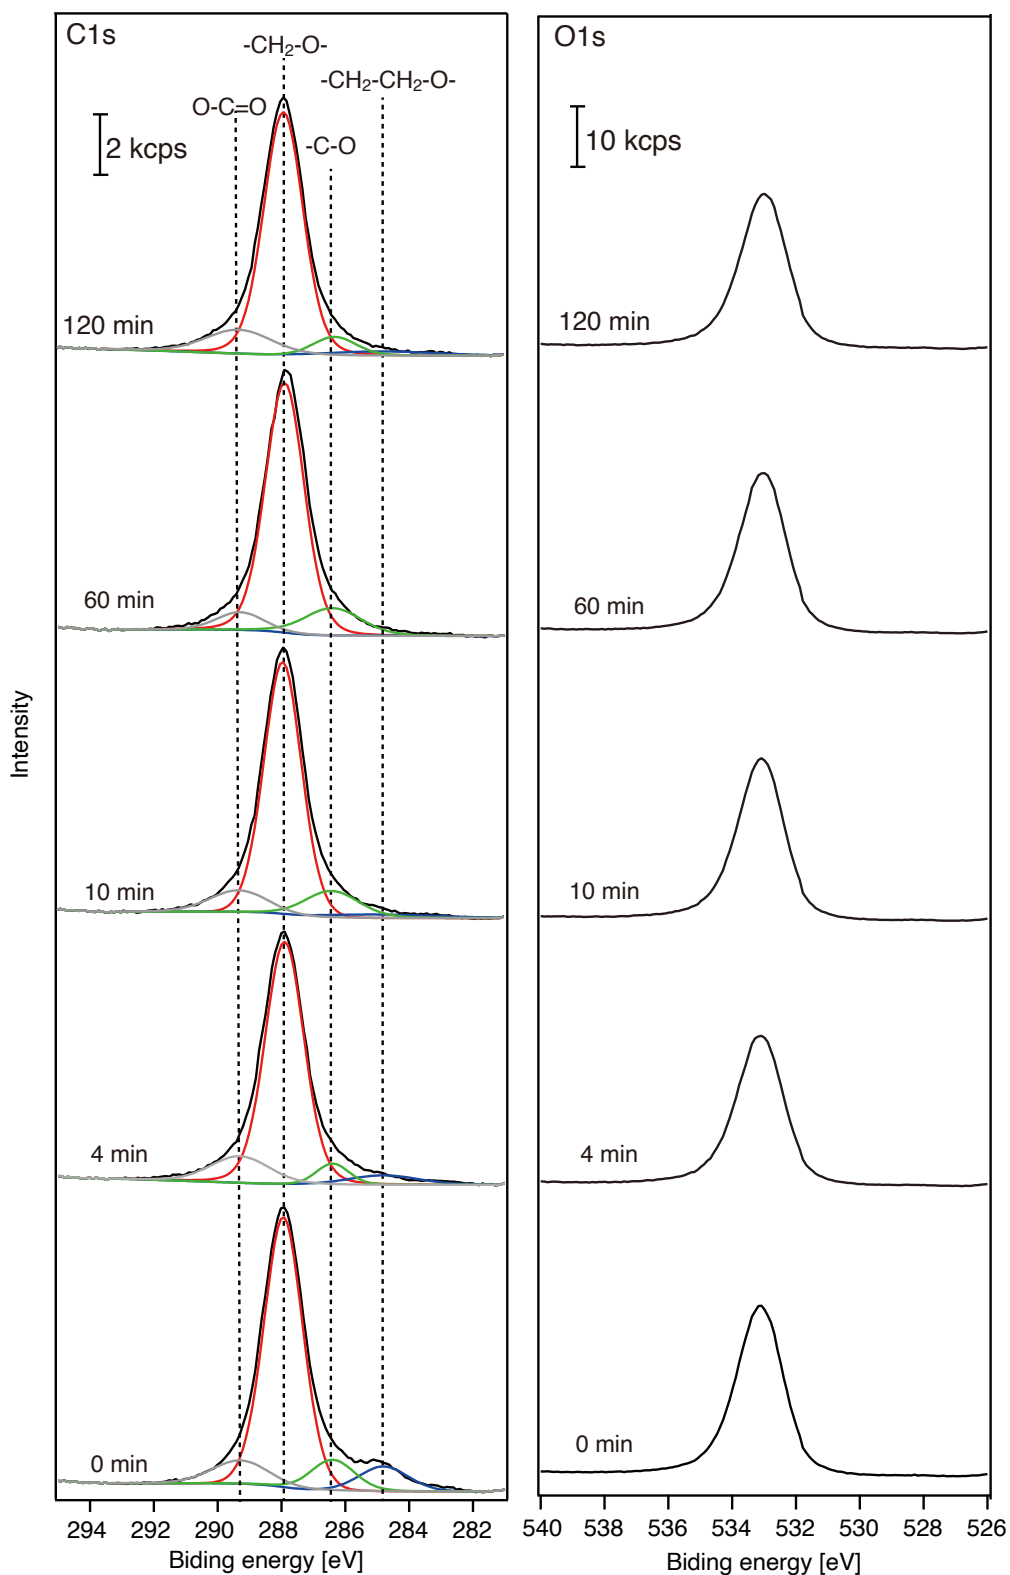 C1s
-CH₂-O-
-CH₂-CH₂-O-
O-C=O
-C-O
2 kcps
120 min
60 min
10 min
4 min
0 min
Intensity
294 292 290 288 286 284 282
Biding energy [eV]
O1s
10 kcps
120 min
60 min
10 min
4 min
0 min
540 538 536 534 532 530 528 526
Biding energy [eV]